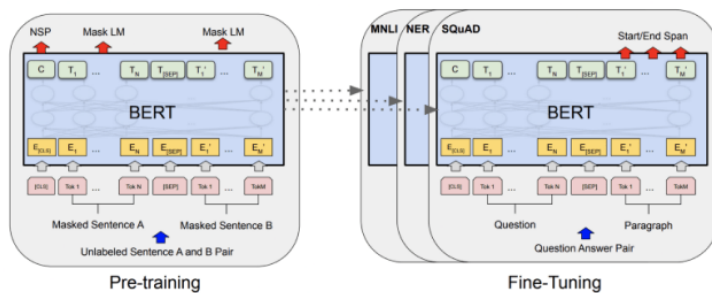 NSP Mask LM Mask LM
C T1 ... TN T[SEP] T1' ... TM'
BERT
E[CLS] E1 ... EN E[SEP] E1' ... EM'
[CLS] Tok 1 ... Tok N [SEP] Tok 1 ... TokM
Masked Sentence A Masked Sentence B
Unlabeled Sentence A and B Pair
Pre-training
MNLI NER SQuAD Start/End Span
C T1 ... TN T[SEP] T1' ... TM'
BERT
E[CLS] E1 ... EN E[SEP] E1' ... EM'
[CLS] Tok 1 ... Tok N [SEP] Tok 1 ... TokM
Question Paragraph
Question Answer Pair
Fine-Tuning